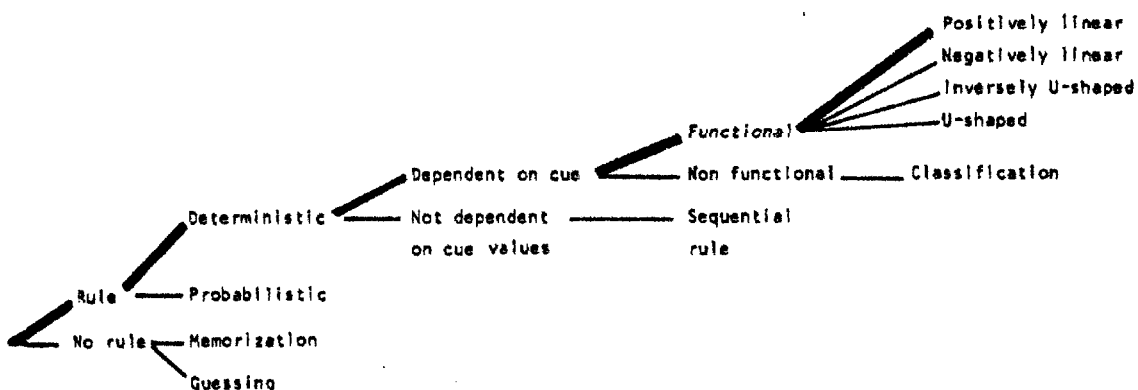 Positively linear
Negatively linear
Inversely U-shaped
U-shaped
Functional
Dependent on cue
Non functional
Classification
Deterministic
Not dependent
on cue values
Sequential
rule
Rule
Probabilistic
No rule
Memorization
Guessing